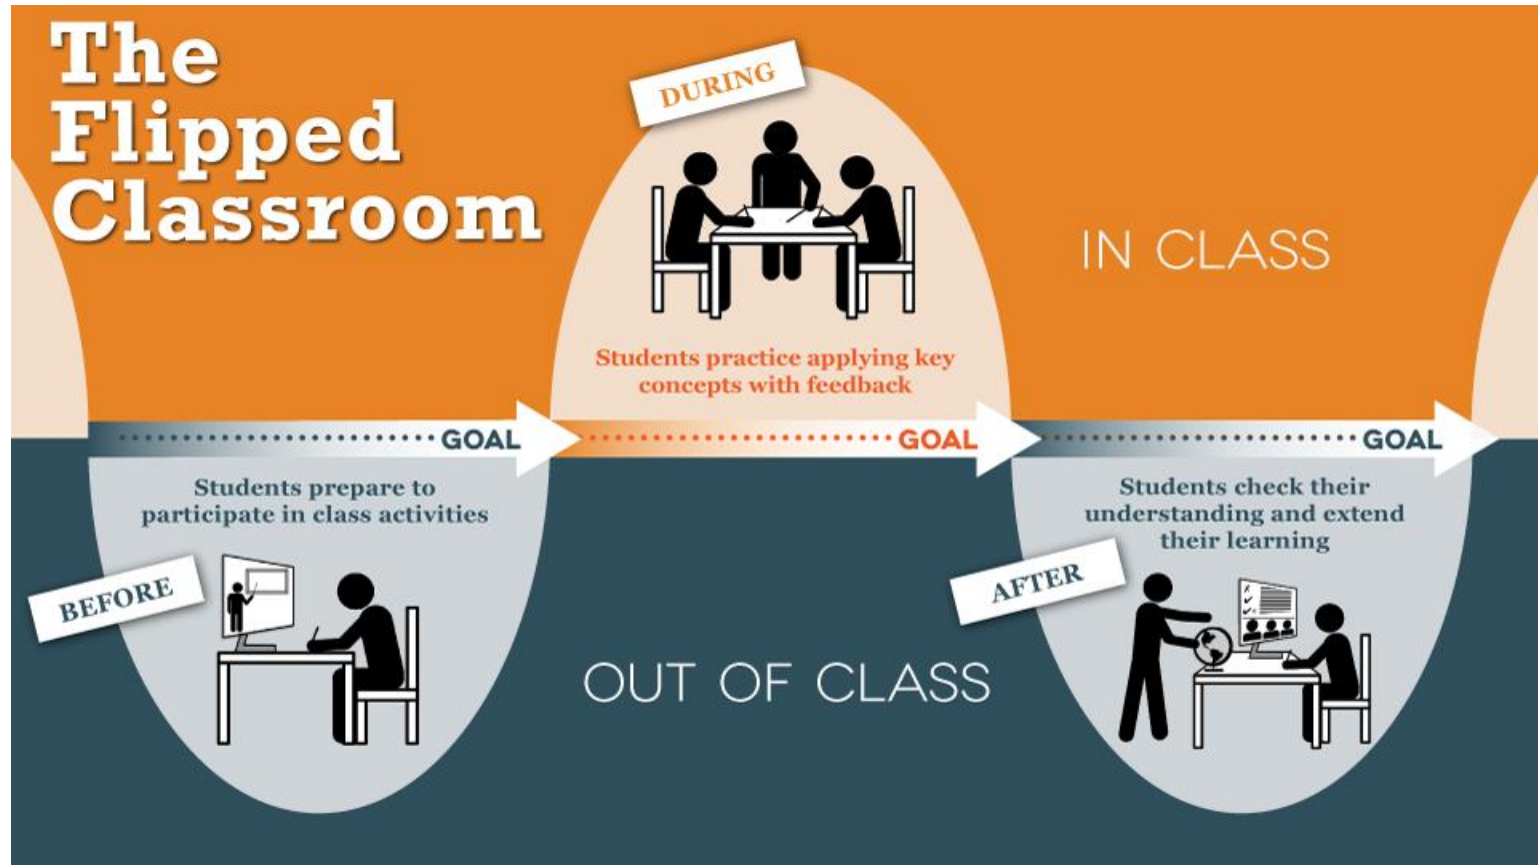 The
Flipped
Classroom
DURING
IN CLASS
Students practice applying key
concepts with feedback
GOAL
GOAL
GOAL
Students prepare to
participate in class activities
BEFORE
OUT OF CLASS
Students check their
understanding and extend
their learning
AFTER